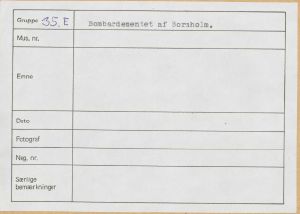 Gruppe 35.E Bombardementet af Bornholm.
Mus. nr.
Emne
Dato
Fotograf
Neg. nr.
Særlige
bemærkninger